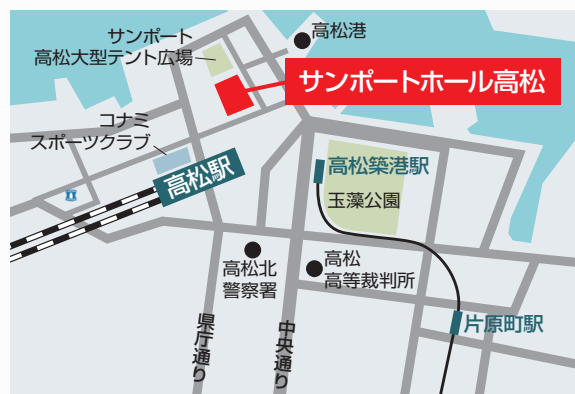 サンポート
高松大型テント広場
高松港
サンポートホール高松
コナミ
スポーツクラブ
高松駅
高松築港駅
玉藻公園
高松北
警察署
高松
高等裁判所
片原町駅
県庁通り
中央通り